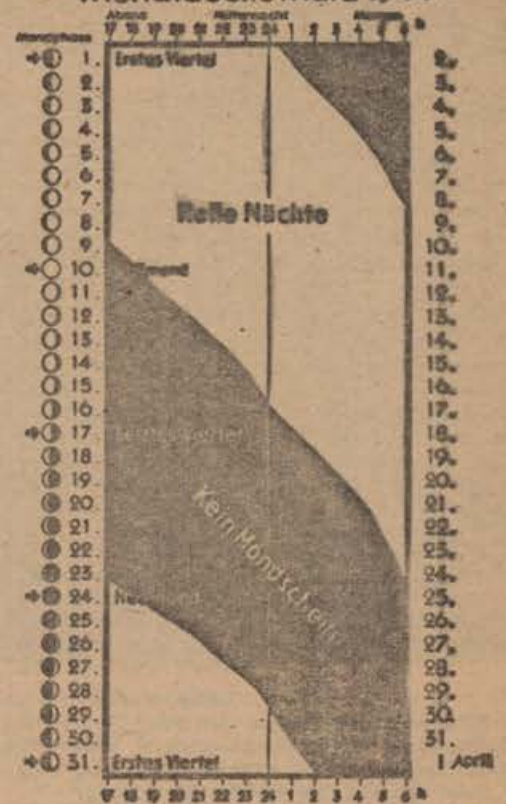 Abend Mitternacht Morgen
17 18 19 20 21 22 23 24 1 2 3 4 5 6 h
Mondphase
1. Erstes Viertel 2.
2. 3.
3. 4.
4. 5.
5. 6.
6. 7.
7. Helle Nächte 8.
8. 9.
9. 10.
10. 11.
11. 12.
12. 13.
13. 14.
14. 15.
15. 16.
16. 17.
17. Letztes Viertel 18.
18. 19.
19. 20.
20. Kein Mondschein 21.
21. 22.
22. 23.
23. 24.
24. 25.
25. 26.
26. 27.
27. 28.
28. 29.
29. 30.
30. 31.
31. Erstes Viertel 1 April
17 18 19 20 21 22 23 24 1 2 3 4 5 6 h